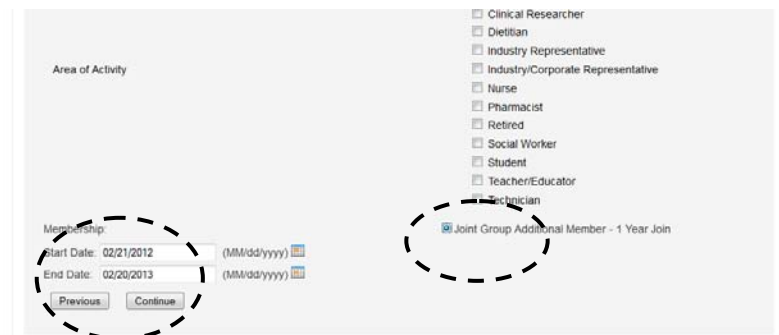 Clinical Researcher
Dietitian
Industry Representative
Area of Activity
Industry/Corporate Representative
Nurse
Pharmacist
Retired
Social Worker
Student
Teacher/Educator
Technician
Membership:
Joint Group Additional Member - 1 Year Join
Start Date: 02/21/2012 (MM/dd/yyyy)
End Date: 02/20/2013 (MM/dd/yyyy)
Previous Continue